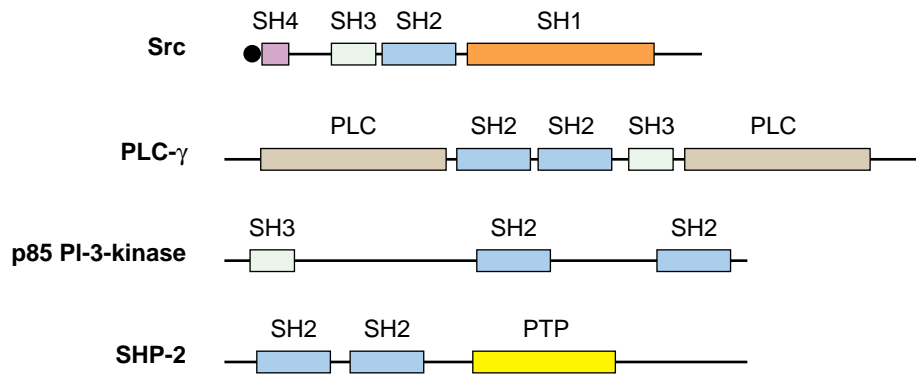 SH4 SH3 SH2 SH1
Src
PLC SH2 SH2 SH3 PLC
PLC-γ
SH3 SH2 SH2
p85 PI-3-kinase
SH2 SH2 PTP
SHP-2